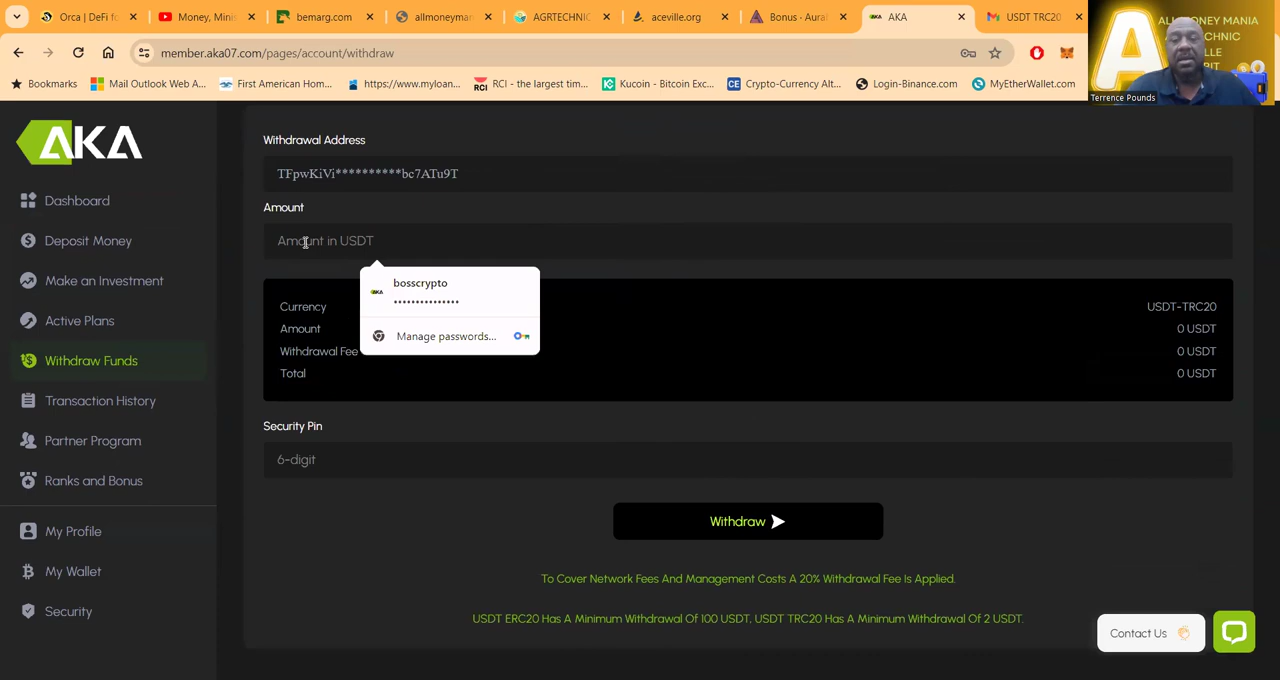 Orca | DeFi fo
Money, Minis
bemarg.com
allmoneyman
AGRTECHNIC
aceville.org
Bonus - Aural
AKA
USDT TRC20
member.aka07.com/pages/account/withdraw
Bookmarks
Mail Outlook Web A...
First American Hom...
https://www.myloan...
RCI - the largest tim...
Kucoin - Bitcoin Exc...
Crypto-Currency Alt...
Login-Binance.com
MyEtherWallet.com
ALL MONEY MANIA
Terrence Pounds
AKA
Dashboard
Deposit Money
Make an Investment
Active Plans
Withdraw Funds
Transaction History
Partner Program
Ranks and Bonus
My Profile
My Wallet
Security
Withdrawal Address
TFpwKiVi**********bc7ATu9T
Amount
Amount in USDT
bosscrypto
•••••••••••••••
Manage passwords...
Currency USDT-TRC20
Amount 0 USDT
Withdrawal Fee 0 USDT
Total 0 USDT
Security Pin
6-digit
Withdraw
To Cover Network Fees And Management Costs A 20% Withdrawal Fee Is Applied.
USDT ERC20 Has A Minimum Withdrawal Of 100 USDT, USDT TRC20 Has A Minimum Withdrawal Of 2 USDT.
Contact Us